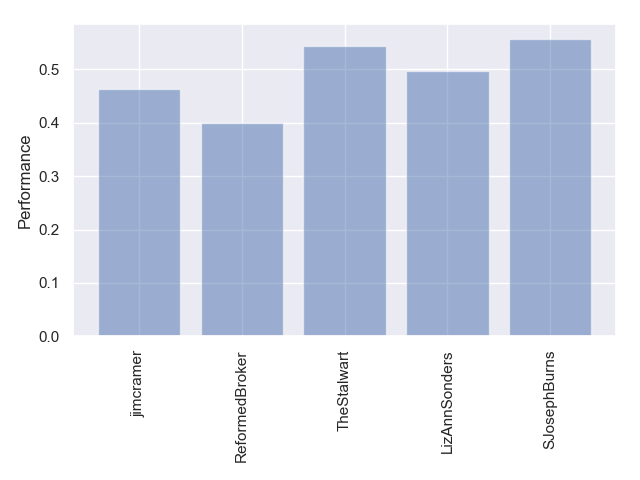 Performance
0.5
0.4
0.3
0.2
0.1
0.0
jimcramer
ReformedBroker
TheStalwart
LizAnnSonders
SJosephBurns